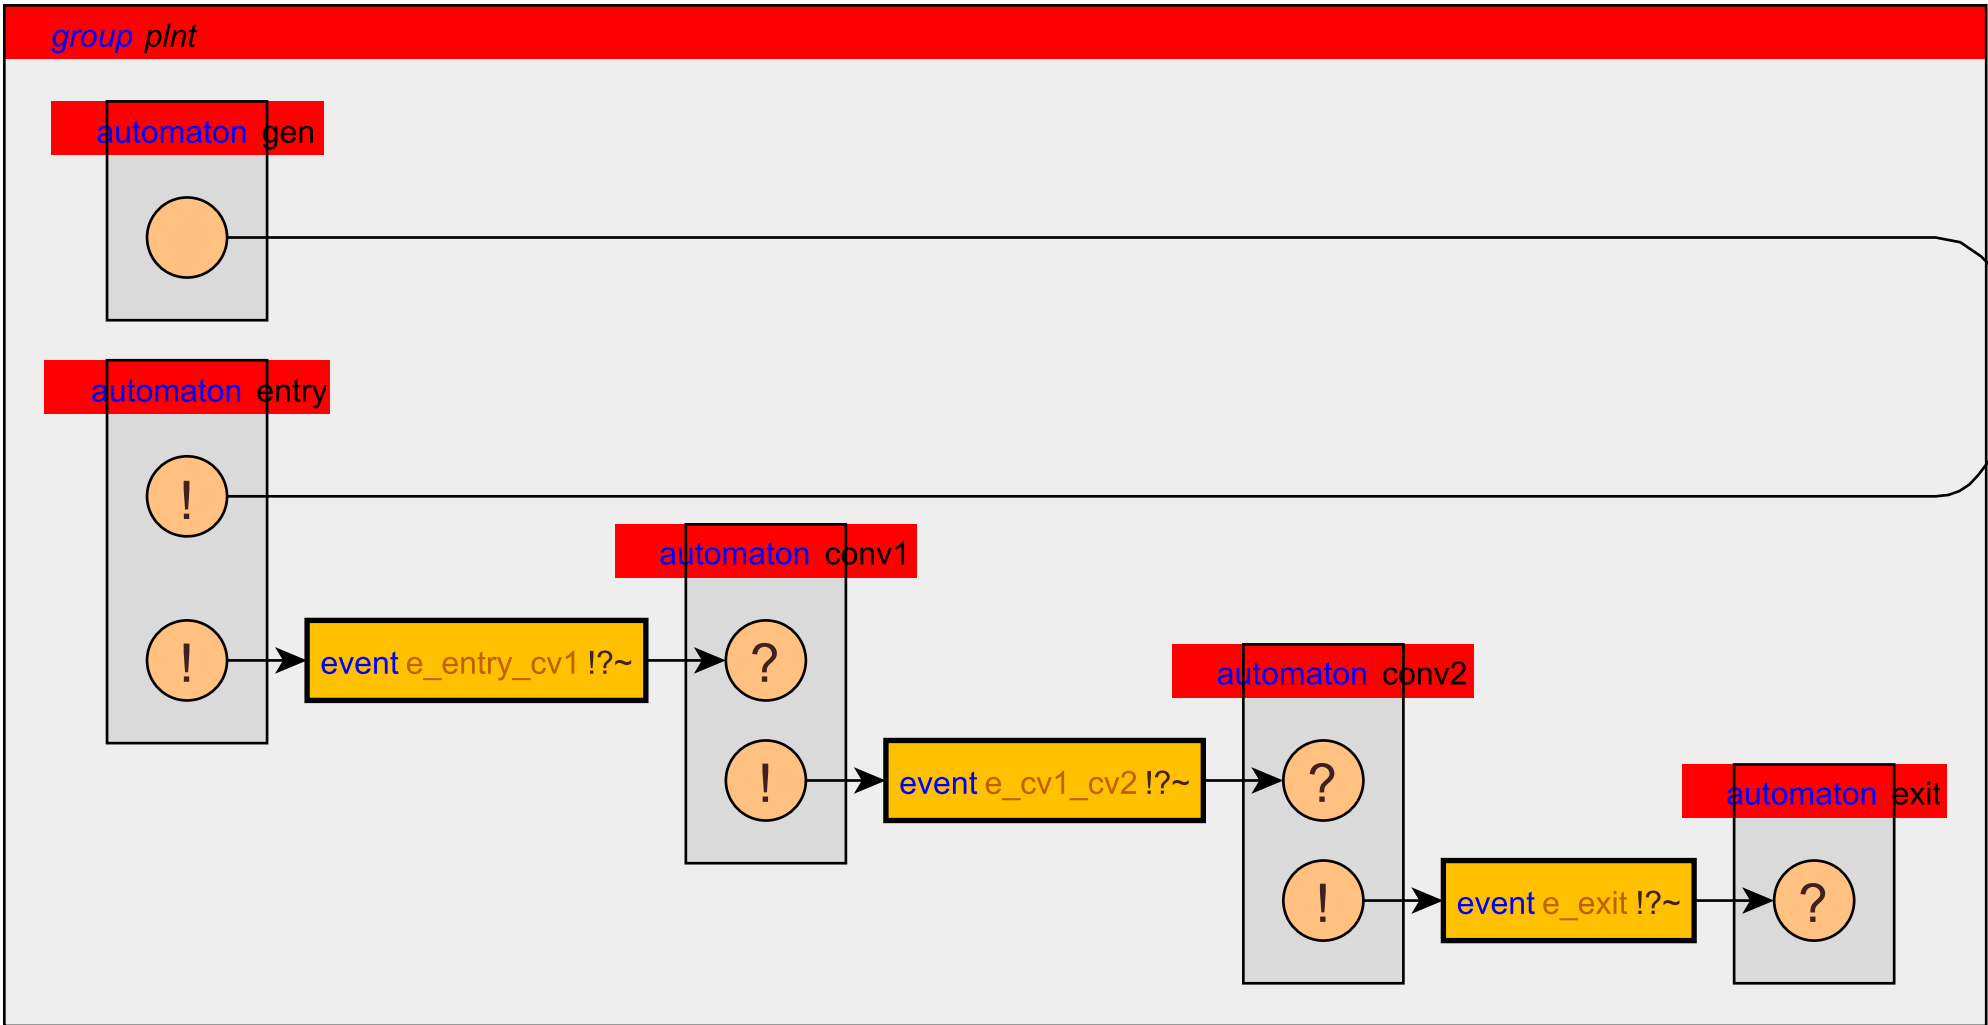 group plnt
automaton gen
automaton entry
!
automaton conv1
! event e_entry_cv1 !?~ ?
automaton conv2
! event e_cv1_cv2 !?~ ?
automaton exit
! event e_exit !?~ ?